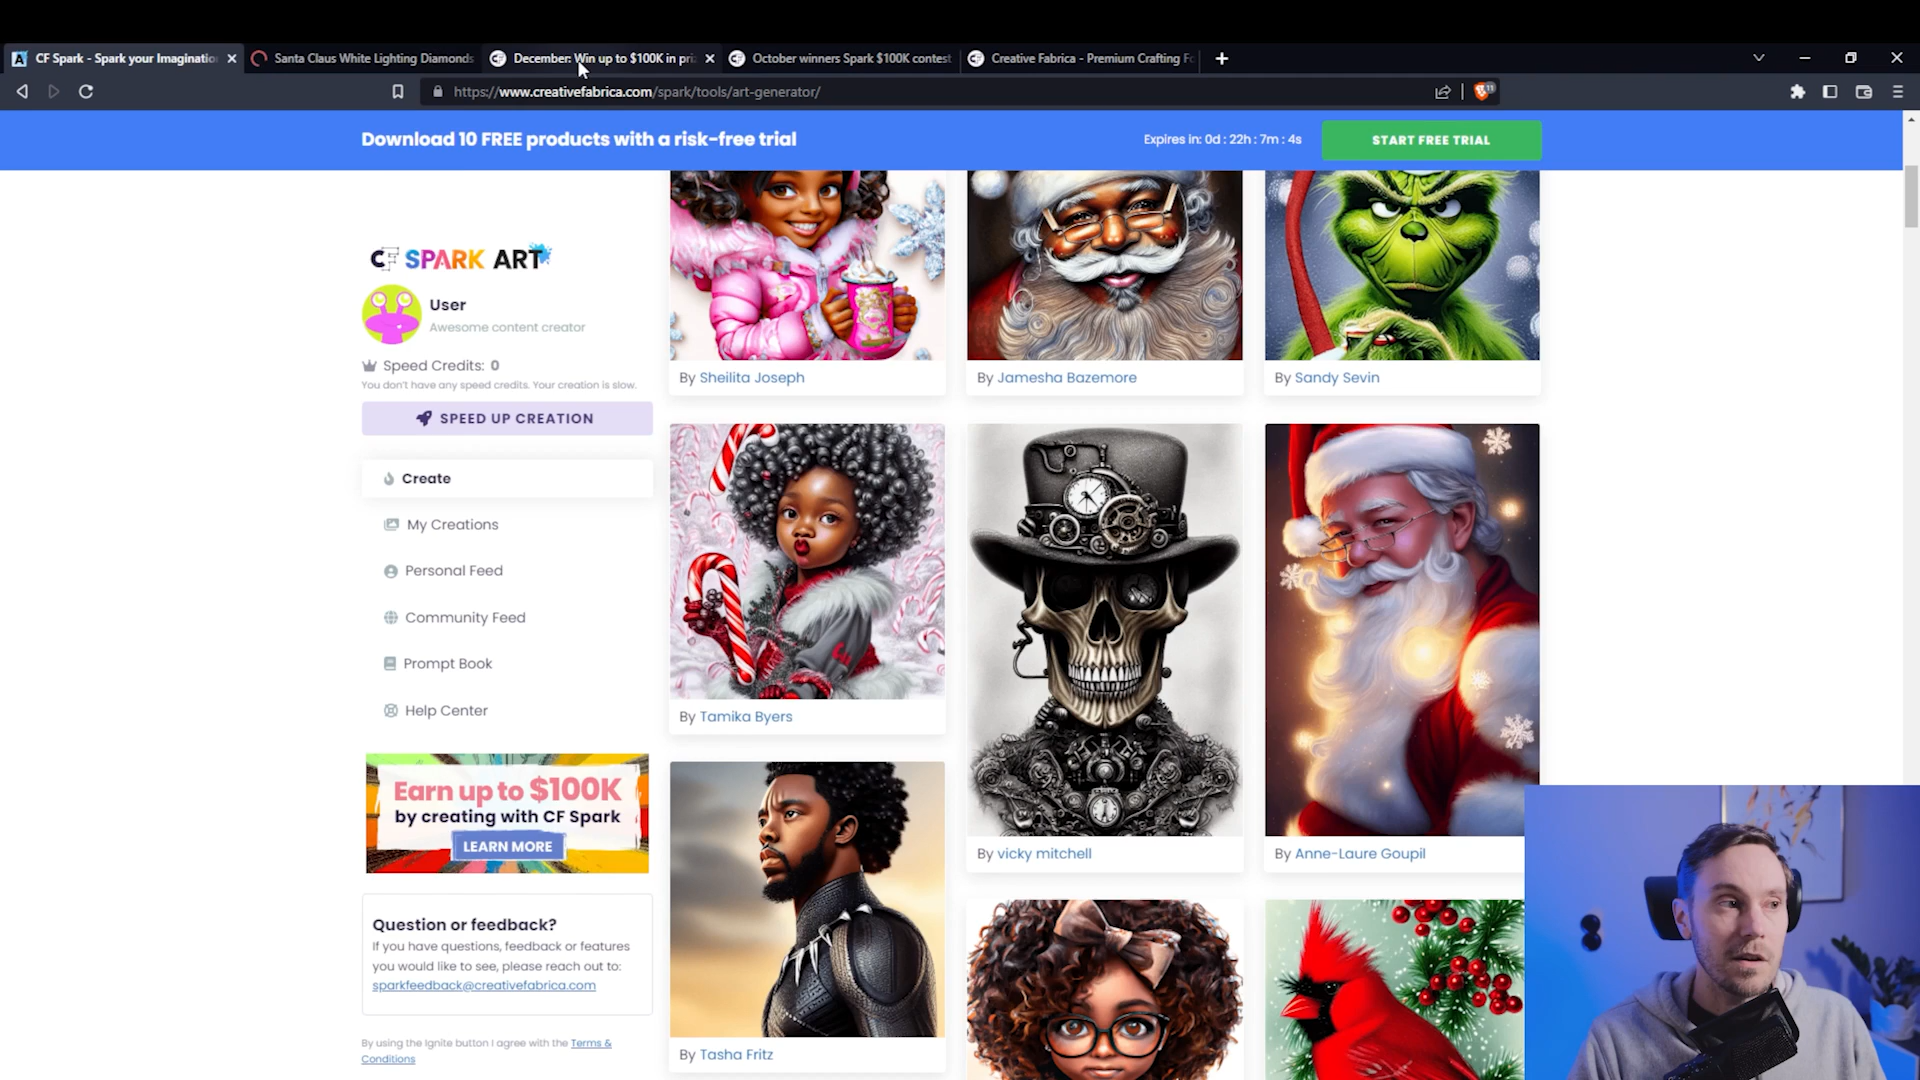 CF Spark - Spark your Imaginatio
Santa Claus White Lighting Diamonds
December: Win up to $100K in pri
October winners Spark $100K contest
Creative Fabrica - Premium Crafting Fo
https://www.creativefabrica.com/spark/tools/art-generator/
11
Download 10 FREE products with a risk-free trial
Expires in: 0d : 22h : 7m : 4s
START FREE TRIAL
CF SPARK ART
User
Awesome content creator
Speed Credits: 0
You don't have any speed credits. Your creation is slow.
SPEED UP CREATION
Create
My Creations
Personal Feed
Community Feed
Prompt Book
Help Center
Earn up to $100K
by creating with CF Spark
LEARN MORE
Question or feedback?
If you have questions, feedback or features
you would like to see, please reach out to:
sparkfeedback@creativefabrica.com
By using the Ignite button I agree with the Terms &
Conditions
By Sheilita Joseph
By Jamesha Bazemore
By Sandy Sevin
By Tamika Byers
By vicky mitchell
By Anne-Laure Goupil
By Tasha Fritz